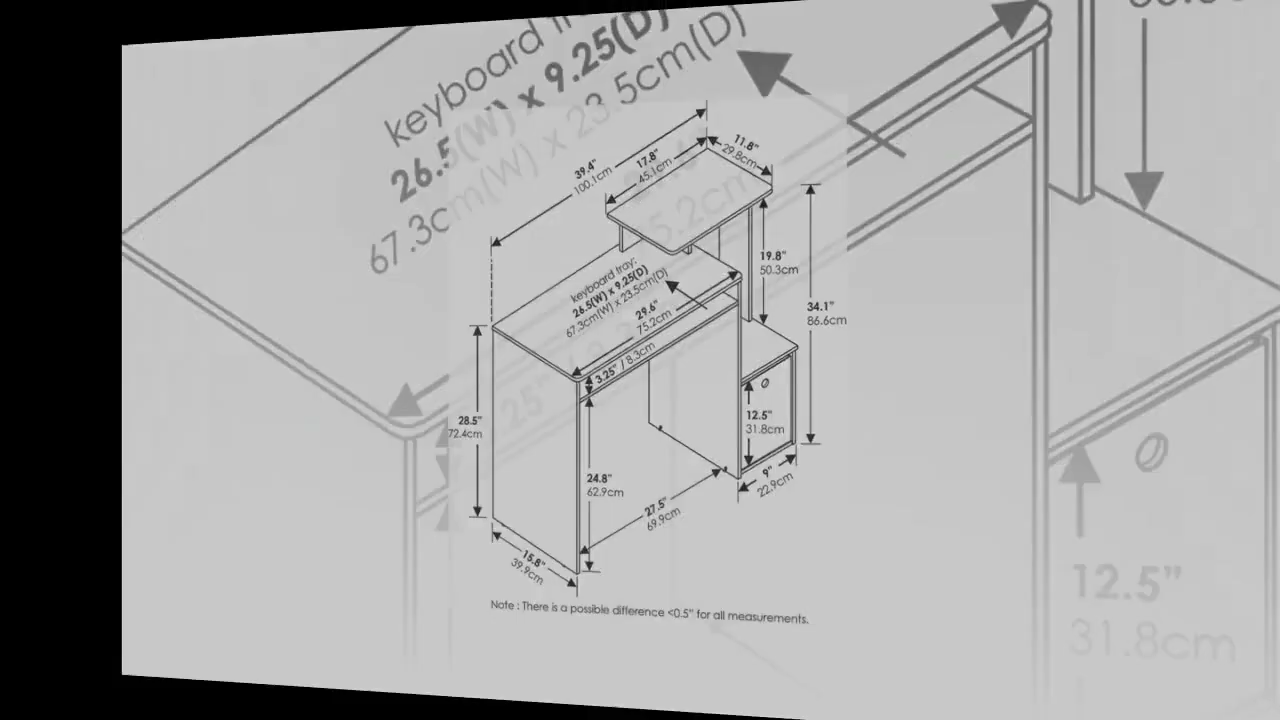 keyboard
26.5(W) x 9.25(D)
67.3cm(W) x 23.5cm(D)
39.4"
100.1cm
17.8"
45.1cm
11.8"
29.8cm
keyboard tray:
26.5(W) x 9.25(D)
67.3cm(W) x 23.5cm(D)
29.6"
75.2cm
3.25" / 8.3cm
19.8"
50.3cm
34.1"
86.6cm
28.5"
72.4cm
12.5"
31.8cm
24.8"
62.9cm
9"
22.9cm
27.5"
69.9cm
15.8"
39.9cm
Note : There is a possible difference <0.5" for all measurements.
12.5"
31.8cm